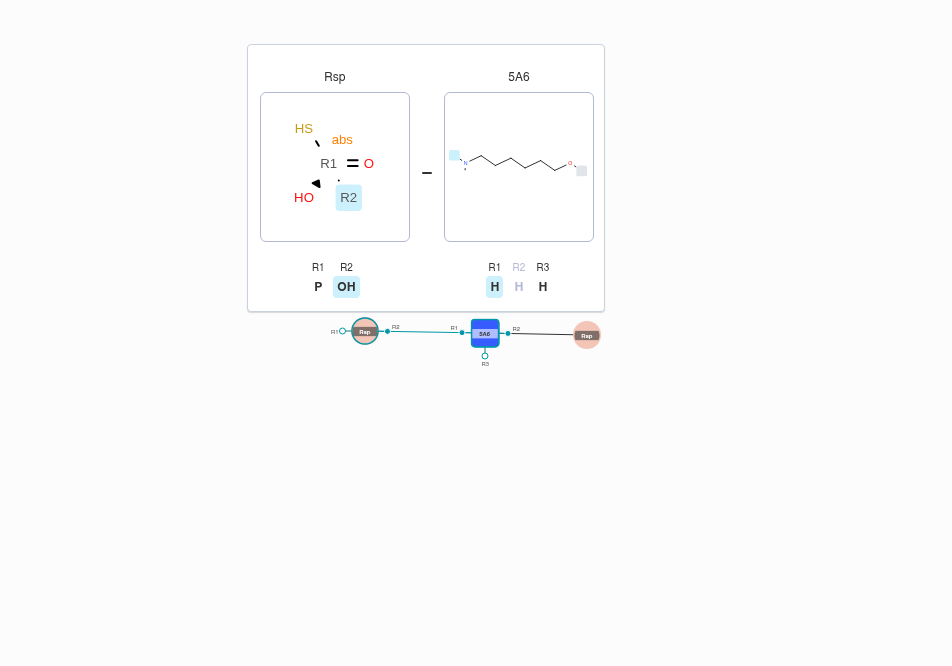 Rsp 5A6
HS
abs
R1 = O
HO R2
N
O
–
R1 R2 R1 R2 R3
P OH H H H
R1 Rsp R2 R1 5A6 R2 Rsp
R3